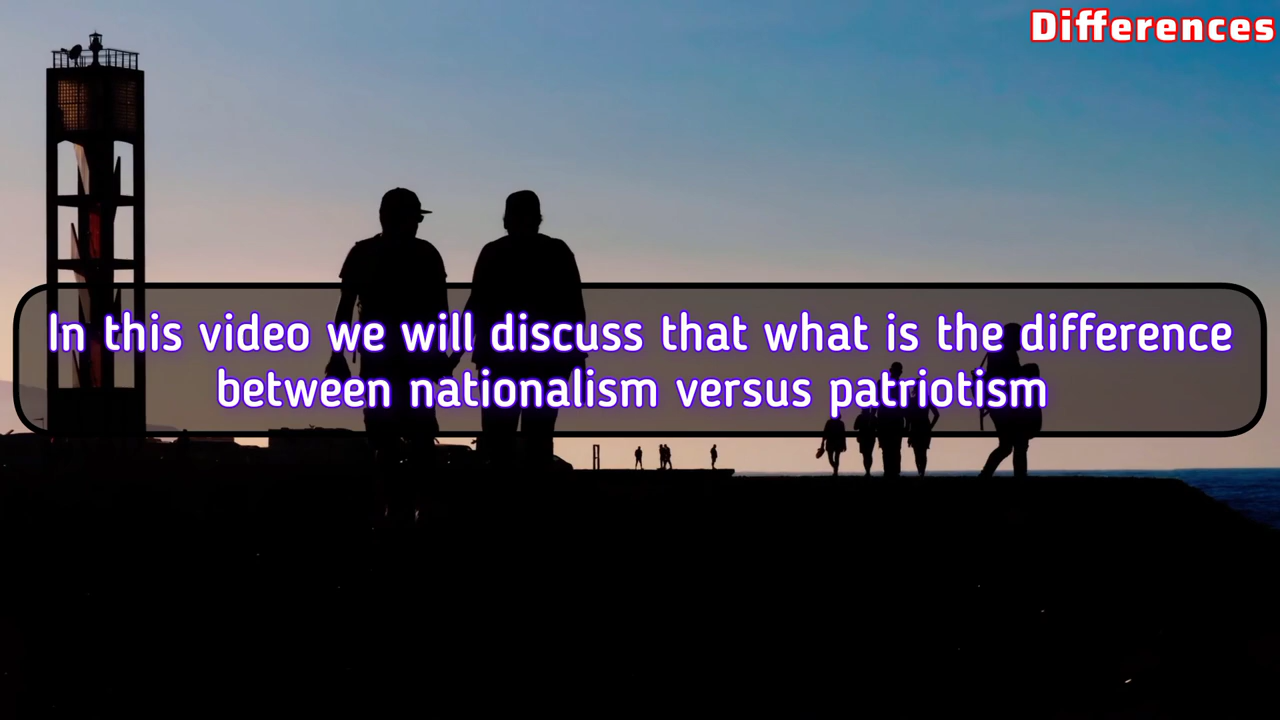 Differences
In this video we will discuss that what is the difference
between nationalism versus patriotism